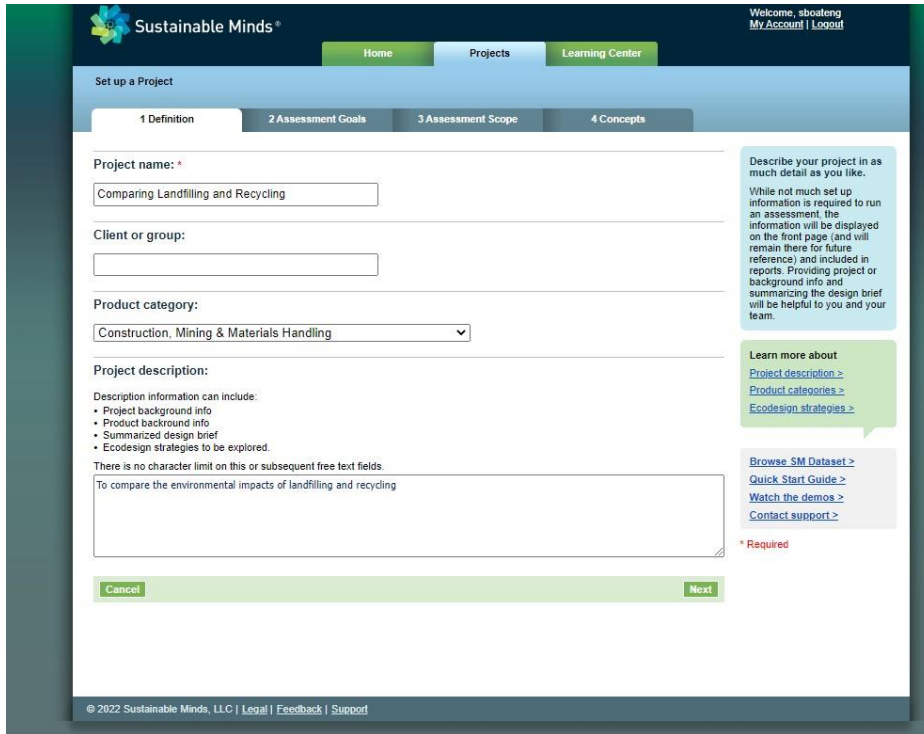 Sustainable Minds®
Welcome, sboateng
My Account | Logout
Home
Projects
Learning Center
Set up a Project
1 Definition
2 Assessment Goals
3 Assessment Scope
4 Concepts
Project name: *
Comparing Landfilling and Recycling
Client or group:
Product category:
Construction, Mining & Materials Handling
Project description:
Description information can include:
• Project background info
• Product backround info
• Summarized design brief
• Ecodesign strategies to be explored.
There is no character limit on this or subsequent free text fields.
To compare the environmental impacts of landfilling and recycling
Cancel
Next
Describe your project in as
much detail as you like.
While not much set up
information is required to run
an assessment, the
information will be displayed
on the front page (and will
remain there for future
reference) and included in
reports. Providing project or
background info and
summarizing the design brief
will be helpful to you and your
team.
Learn more about
Project description >
Product categories >
Ecodesign strategies >
Browse SM Dataset >
Quick Start Guide >
Watch the demos >
Contact support >
* Required
© 2022 Sustainable Minds, LLC | Legal | Feedback | Support